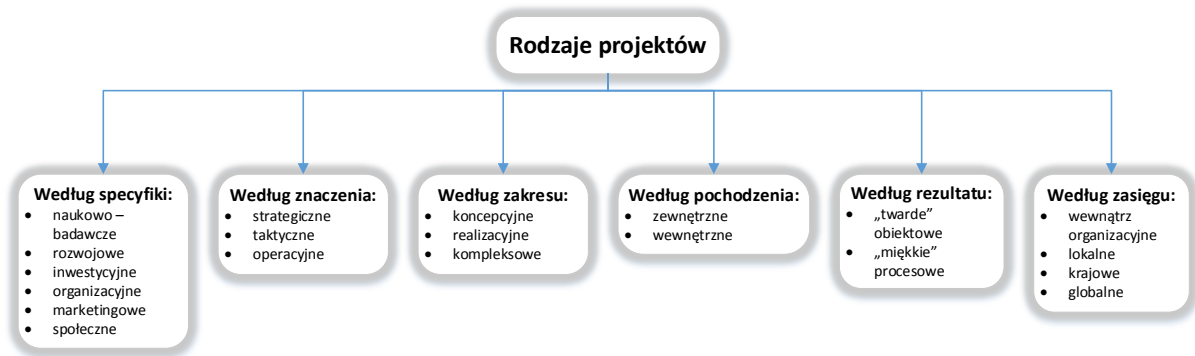 Rodzaje projektów
Według specyfiki:
• naukowo –
badawcze
• rozwojowe
• inwestycyjne
• organizacyjne
• marketingowe
• społeczne
Według znaczenia:
• strategiczne
• taktyczne
• operacyjne
Według zakresu:
• koncepcyjne
• realizacyjne
• kompleksowe
Według pochodzenia:
• zewnętrzne
• wewnętrzne
Według rezultatu:
• „twarde”
obiektowe
• „miękkie”
procesowe
Według zasięgu:
• wewnątrz
organizacyjne
• lokalne
• krajowe
• globalne